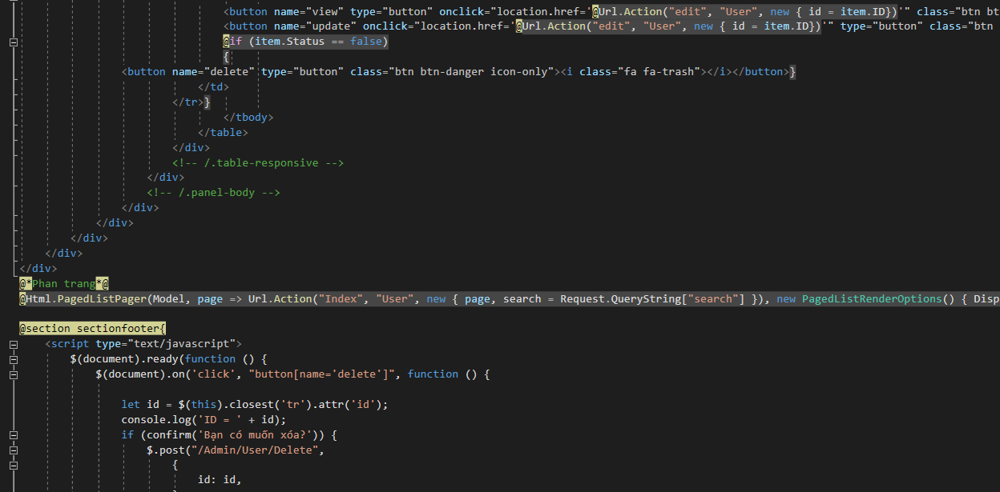 <button name="view" type="button" onclick="location.href='@Url.Action("edit", "User", new { id = item.ID})'" class="btn bt
<button name="update" onclick="location.href='@Url.Action("edit", "User", new { id = item.ID})'" type="button" class="btn
@if (item.Status == false)
{
<button name="delete" type="button" class="btn btn-danger icon-only"><i class="fa fa-trash"></i></button>}
</td>
</tr>}
</tbody>
</table>
</div>
<!-- /.table-responsive -->
</div>
<!-- /.panel-body -->
</div>
</div>
</div>
</div>
</div>
@*Phan trang*@
@Html.PagedListPager(Model, page => Url.Action("Index", "User", new { page, search = Request.QueryString["search"] }), new PagedListRenderOptions() { Disp
@section sectionfooter{
<script type="text/javascript">
$(document).ready(function () {
$(document).on('click', "button[name='delete']", function () {
let id = $(this).closest('tr').attr('id');
console.log('ID = ' + id);
if (confirm('Bạn có muốn xóa?')) {
$.post("/Admin/User/Delete",
{
id: id,